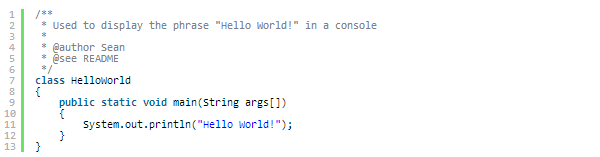 1 /**
2  * Used to display the phrase "Hello World!" in a console
3  *
4  * @author Sean
5  * @see README
6  */
7 class HelloWorld
8 {
9     public static void main(String args[])
10     {
11         System.out.println("Hello World!");
12     }
13 }